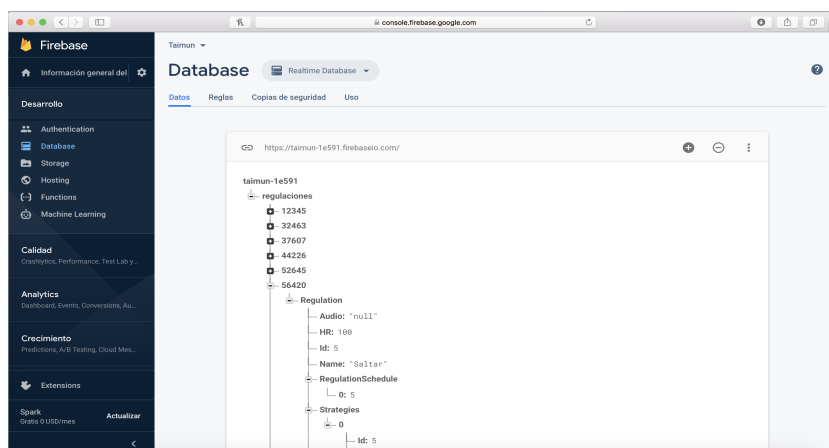 console.firebase.google.com
Firebase
Información general del
Desarrollo
Authentication
Database
Storage
Hosting
Functions
Machine Learning
Calidad
Crashlytics, Performance, Test Lab y...
Analytics
Dashboard, Events, Conversions, Au...
Crecimiento
Predictions, A/B Testing, Cloud Mes...
Extensions
Spark
Gratis 0 USD/mes
Actualizar
Taimun
Database
Realtime Database
Datos Reglas Copias de seguridad Uso
https://taimun-1e591.firebaseio.com/
taimun-1e591
regulaciones
12345
32463
37607
44226
52645
56420
Regulation
Audio: "null"
HR: 100
Id: 5
Name: "Saltar"
RegulationSchedule
0: 5
Strategies
0
Id: 5